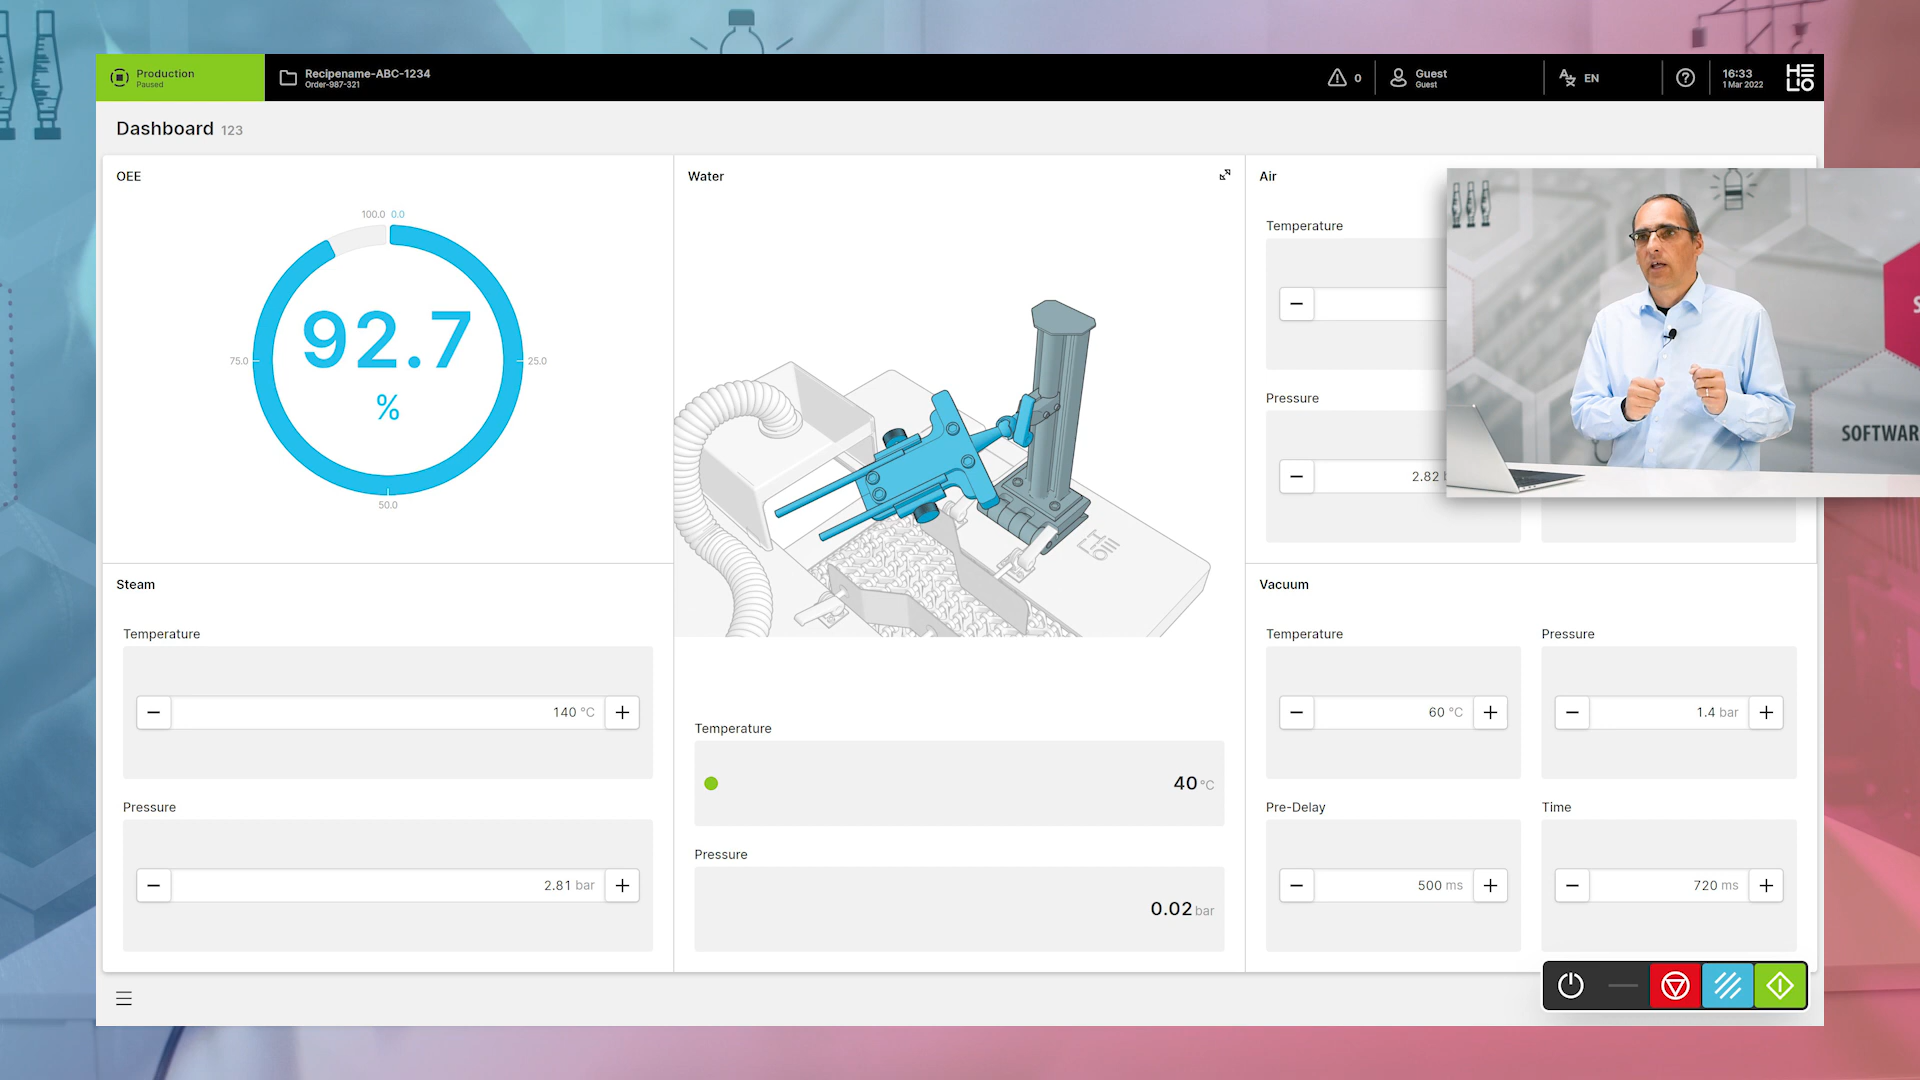 Production
Paused
Recipename-ABC-1234
Order-987-321
0
Guest
Guest
EN
16:33
1 Mar 2022
HELIO
Dashboard 123
OEE
100.0 0.0
75.0
25.0
50.0
92.7
%
Water
HELIO
Temperature
40 °C
Pressure
0.02 bar
Air
Temperature
Pressure
2.82
SOFTWAR
Steam
Temperature
140 °C
Pressure
2.81 bar
Vacuum
Temperature
60 °C
Pressure
1.4 bar
Pre-Delay
500 ms
Time
720 ms